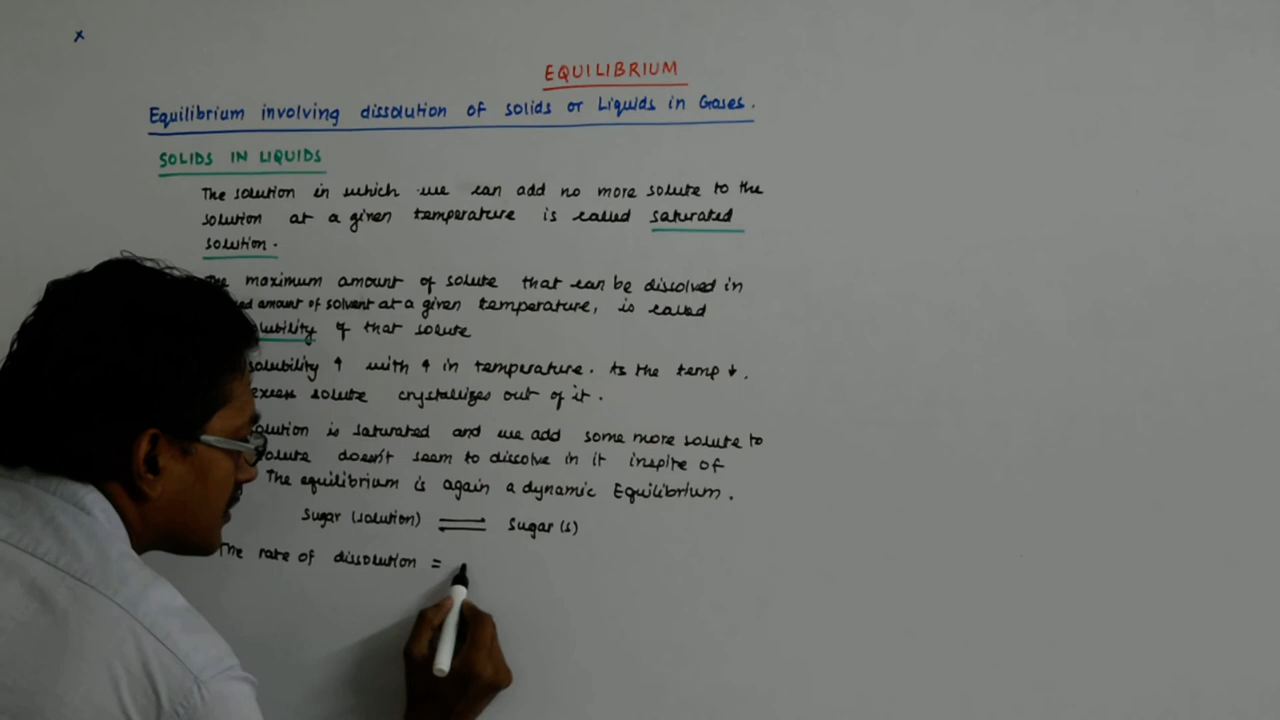 x
EQUILIBRIUM
Equilibrium involving dissolution of solids or Liquids in Gases.
SOLIDS IN LIQUIDS
The solution in which we can add no more solute to the
solution at a given temperature is called saturated
solution.
maximum amount of solute that can be dissolved in
amount of solvent at a given temperature, is called
of that solute
solubility ↑ with ↑ in temperature. As the temp ↓.
excess solute crystallizes out of it.
is saturated and we add some more solute to
doesn't seem to dissolve in it inspite of
The equilibrium is again a dynamic Equilibrium.
Sugar (solution) ⇌ Sugar (s)
The rate of dissolution =